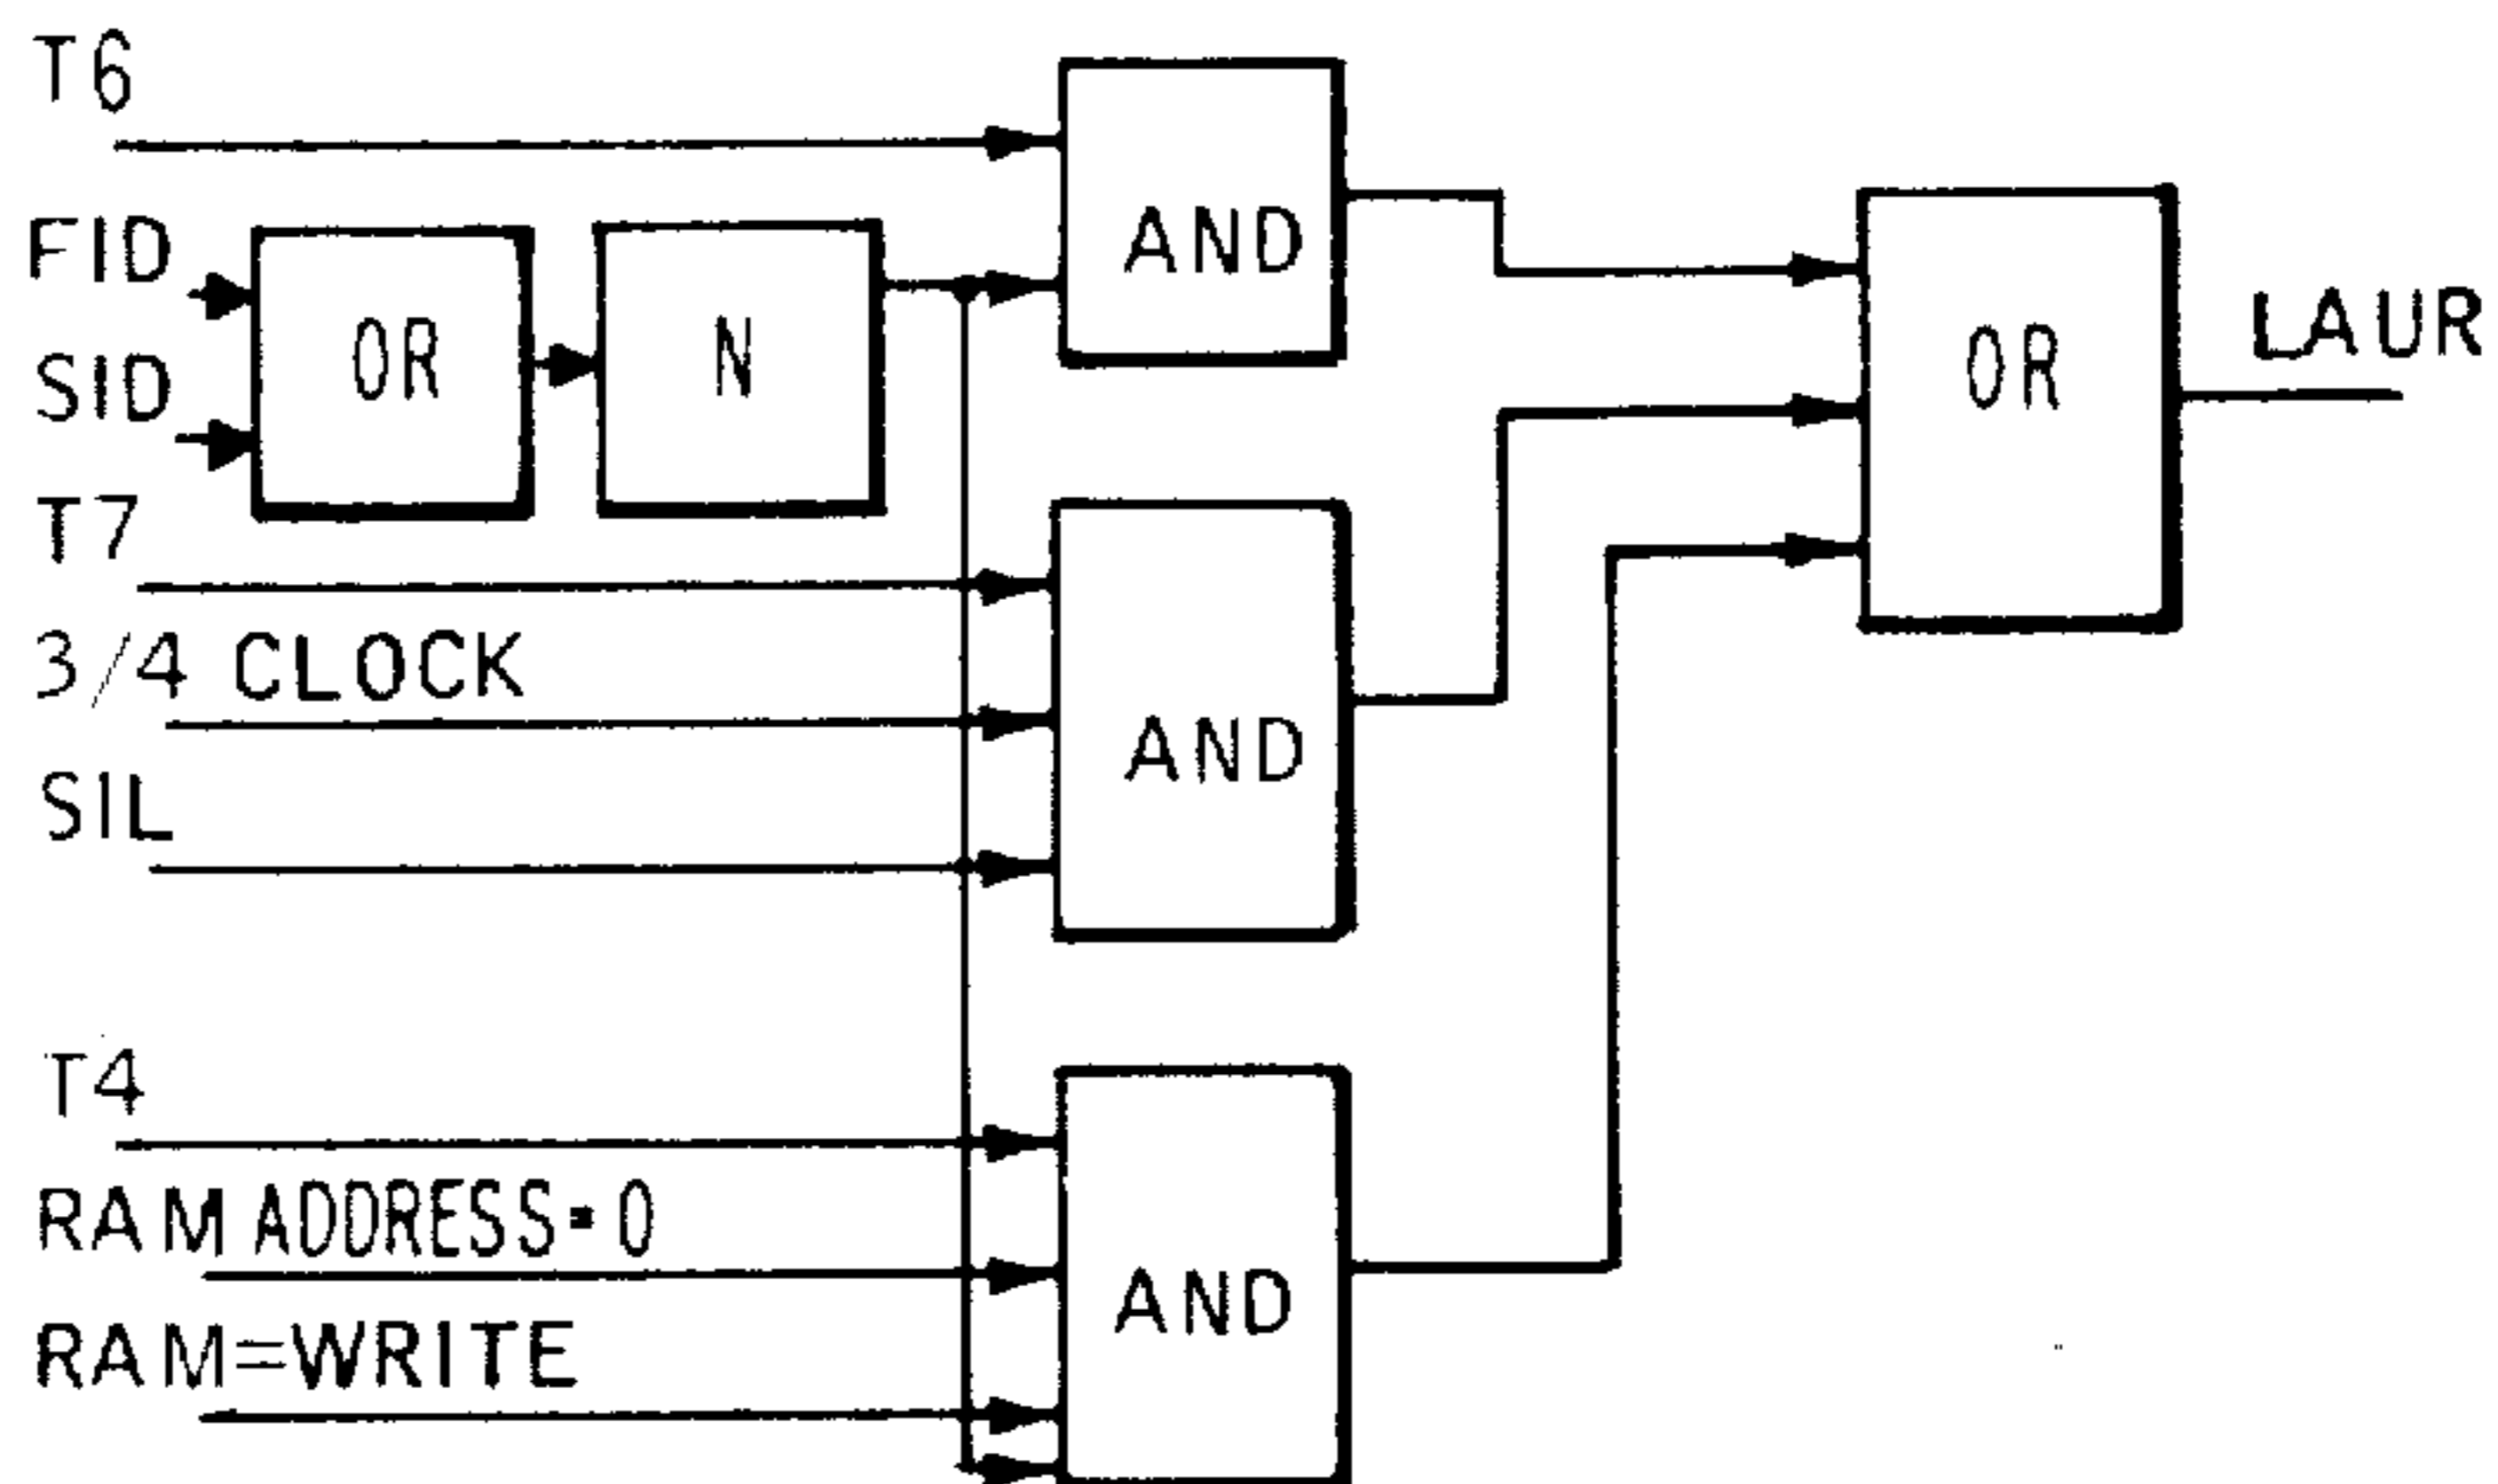 T6
AND
FID
OR
N
SID
OR
LAUR
T7
3/4 CLOCK
AND
SIL
T4
RAM ADDRESS=0
AND
RAM=WRITE